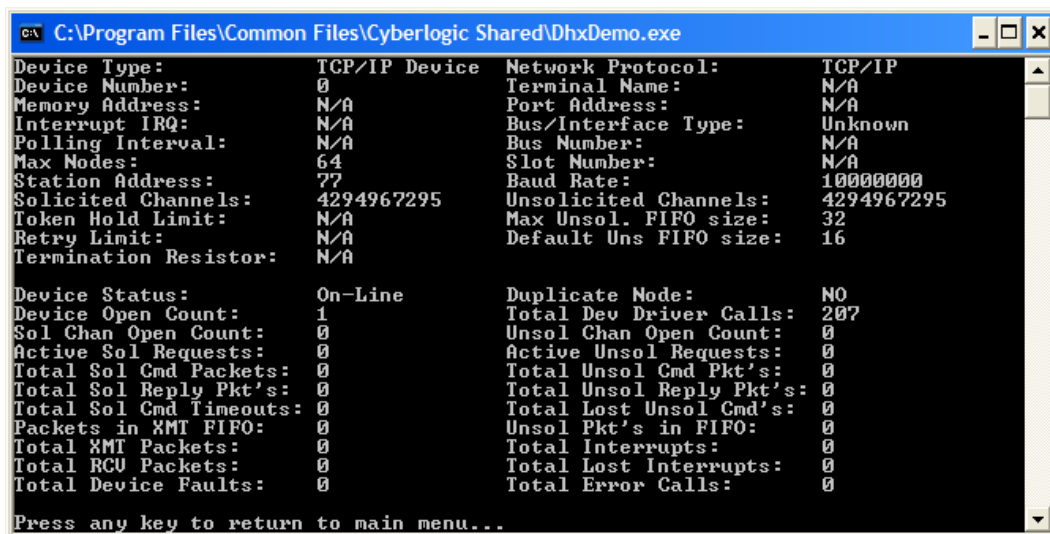 C:\Program Files\Common Files\Cyberlogic Shared\DhxDemo.exe
Device Type: TCP/IP Device Network Protocol: TCP/IP
Device Number: 0 Terminal Name: N/A
Memory Address: N/A Port Address: N/A
Interrupt IRQ: N/A Bus/Interface Type: Unknown
Polling Interval: N/A Bus Number: N/A
Max Nodes: 64 Slot Number: N/A
Station Address: 77 Baud Rate: 10000000
Solicited Channels: 4294967295 Unsolicited Channels: 4294967295
Token Hold Limit: N/A Max Unsol. FIFO size: 32
Retry Limit: N/A Default Uns FIFO size: 16
Termination Resistor: N/A
Device Status: On-Line Duplicate Node: NO
Device Open Count: 1 Total Dev Driver Calls: 207
Sol Chan Open Count: 0 Unsol Chan Open Count: 0
Active Sol Requests: 0 Active Unsol Requests: 0
Total Sol Cmd Packets: 0 Total Unsol Cmd Pkt's: 0
Total Sol Reply Pkt's: 0 Total Unsol Reply Pkt's: 0
Total Sol Cmd Timeouts: 0 Total Lost Unsol Cmd's: 0
Packets in XMT FIFO: 0 Unsol Pkt's in FIFO: 0
Total XMT Packets: 0 Total Interrupts: 0
Total RCV Packets: 0 Total Lost Interrupts: 0
Total Device Faults: 0 Total Error Calls: 0
Press any key to return to main menu...